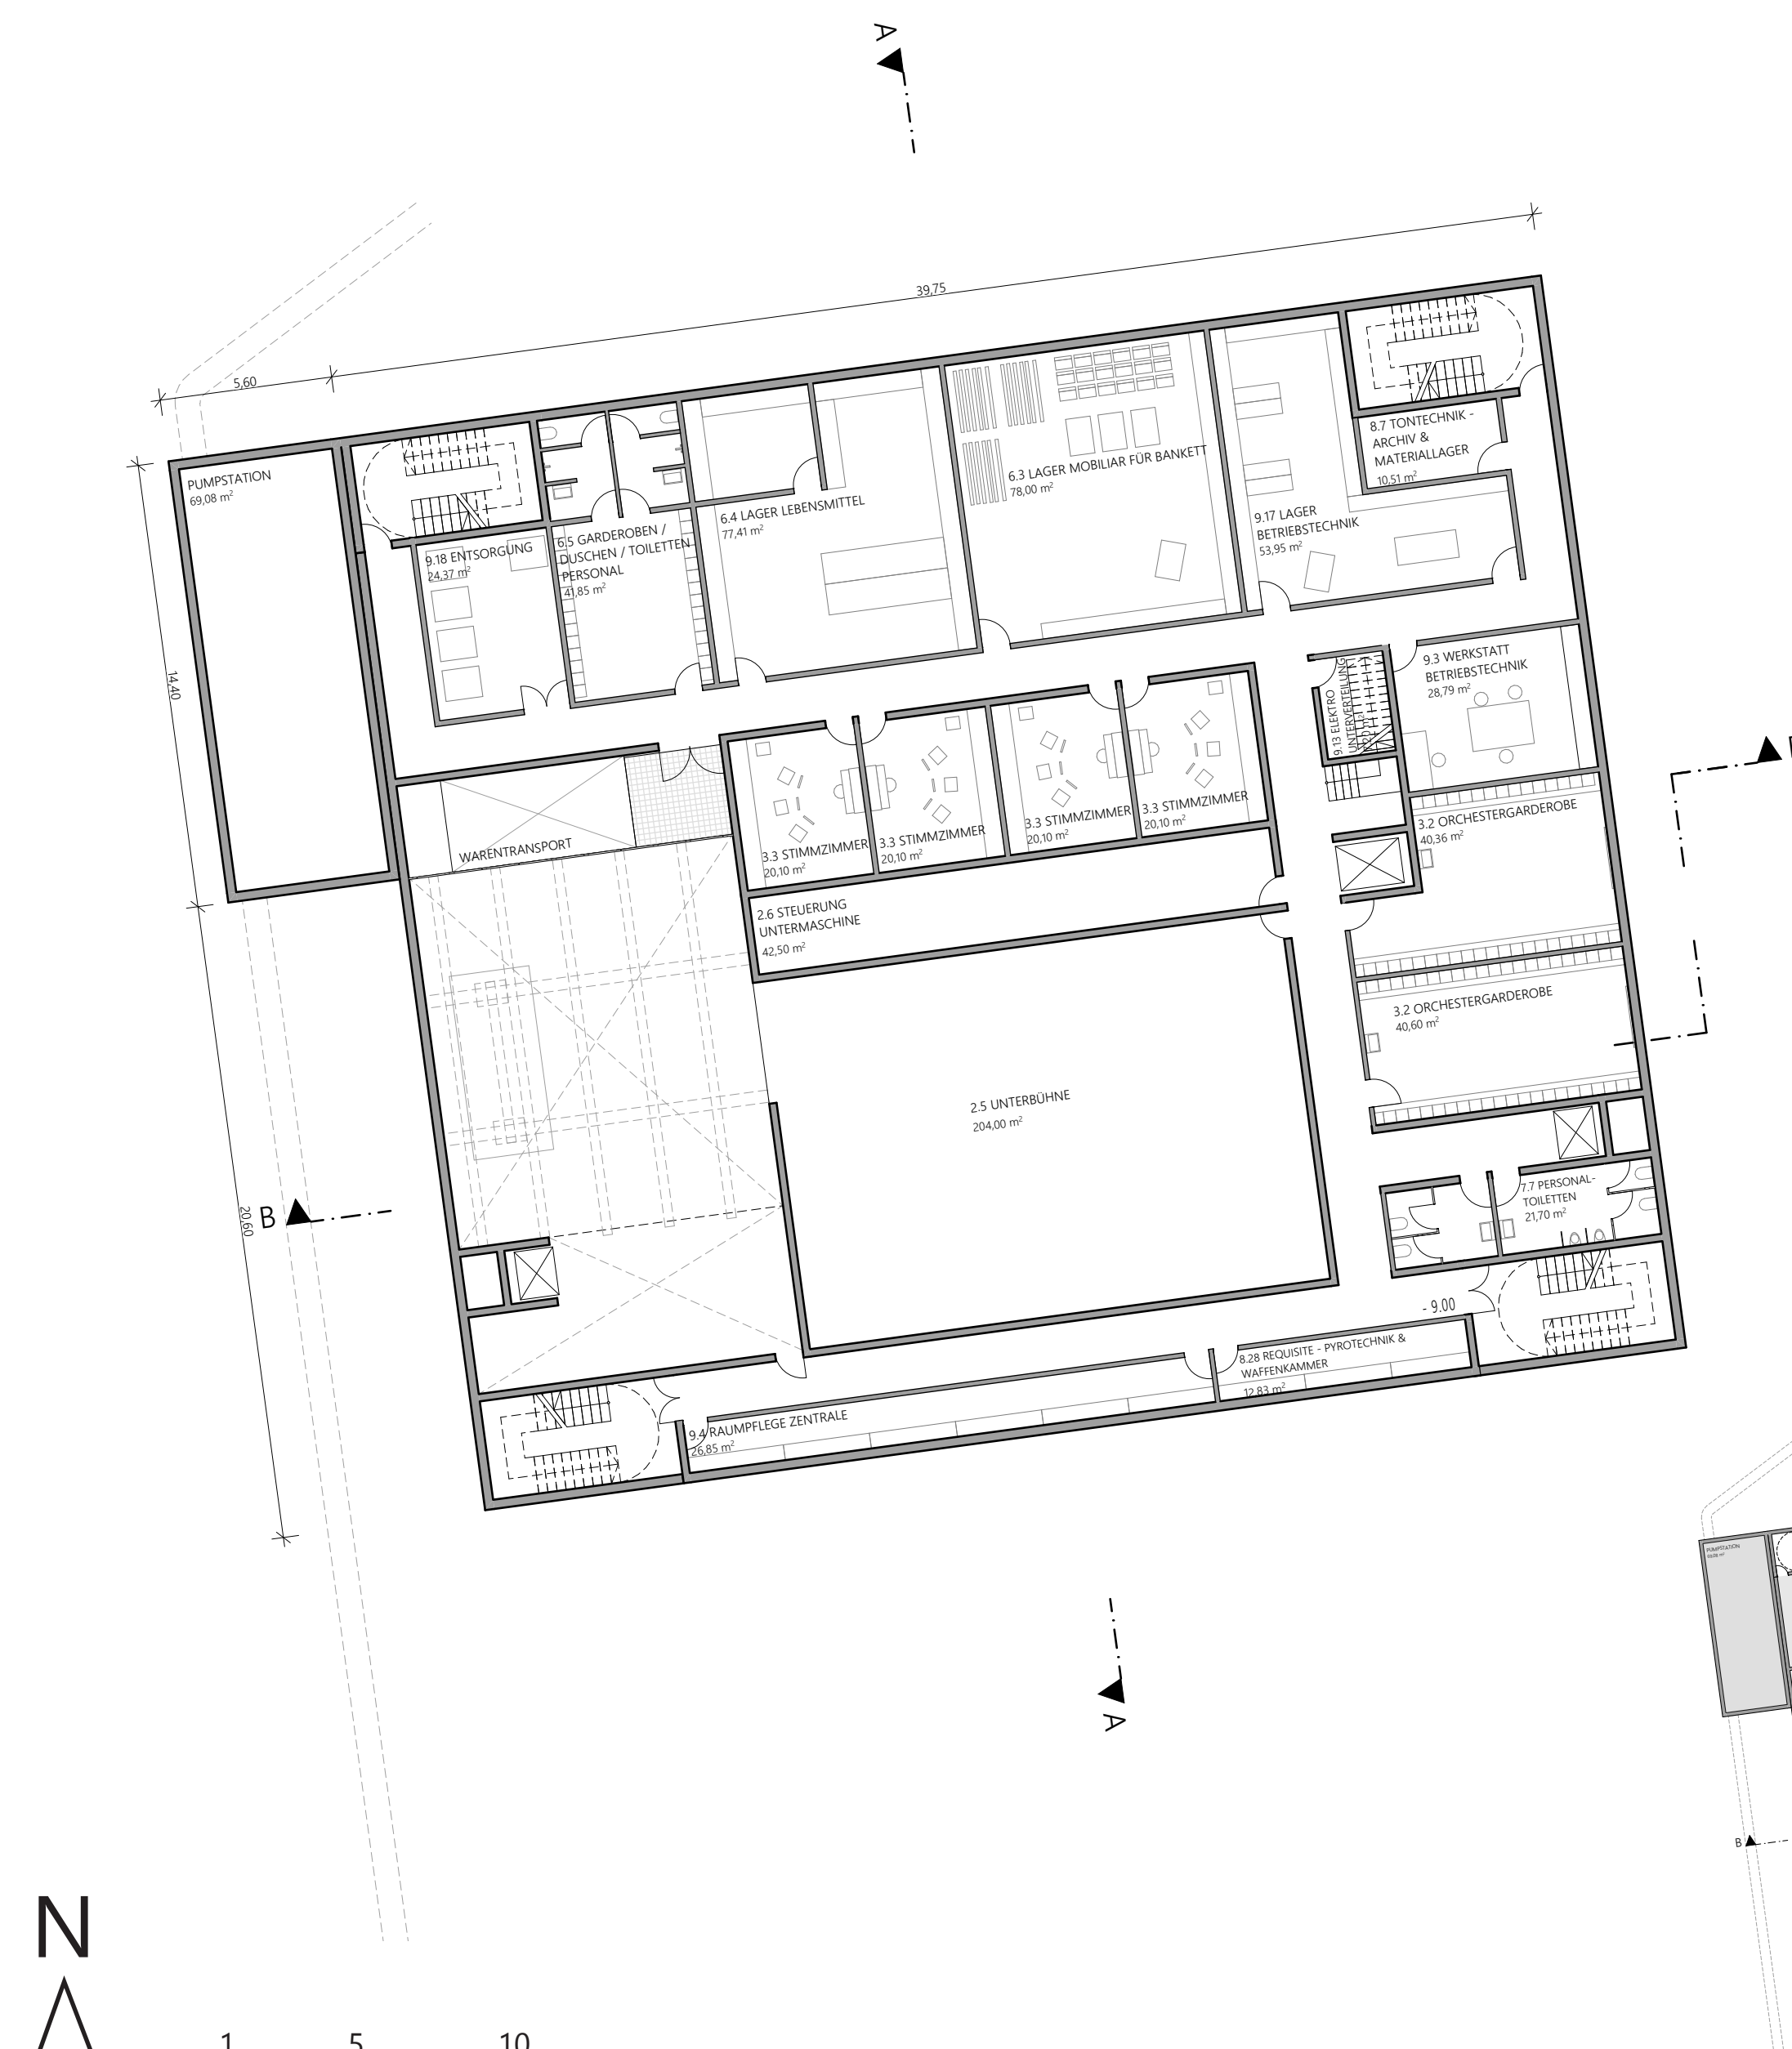 A
39,75
5,60
PUMPSTATION
69,08 m²
14,40
9.18 ENTSORGUNG
24,37 m²
6.5 GARDEROBEN /
DUSCHEN / TOILETTEN
PERSONAL
41,85 m²
6.4 LAGER LEBENSMITTEL
77,41 m²
6.3 LAGER MOBILIAR FÜR BANKETT
78,00 m²
9.17 LAGER
BETRIEBSTECHNIK
53,95 m²
8.7 TONTECHNIK -
ARCHIV &
MATERIALLAGER
10,51 m²
9.13 ELEKTRO
UNTERVERTEILUNG
9.3 WERKSTATT
BETRIEBSTECHNIK
28,79 m²
WARENTRANSPORT
3.3 STIMMZIMMER
20,10 m²
3.3 STIMMZIMMER
20,10 m²
3.3 STIMMZIMMER
20,10 m²
3.3 STIMMZIMMER
20,10 m²
3.2 ORCHESTERGARDEROBE
40,36 m²
2.6 STEUERUNG
UNTERMASCHINE
42,50 m²
3.2 ORCHESTERGARDEROBE
40,60 m²
2.5 UNTERBÜHNE
204,00 m²
20,60
B
7.7 PERSONAL-
TOILETTEN
21,70 m²
- 9.00
8.28 REQUISITE - PYROTECHNIK &
WAFFENKAMMER
12,83 m²
9.4 RAUMPFLEGE ZENTRALE
26,85 m²
A
PUMPSTATION
69,08 m²
B
N
1 5 10